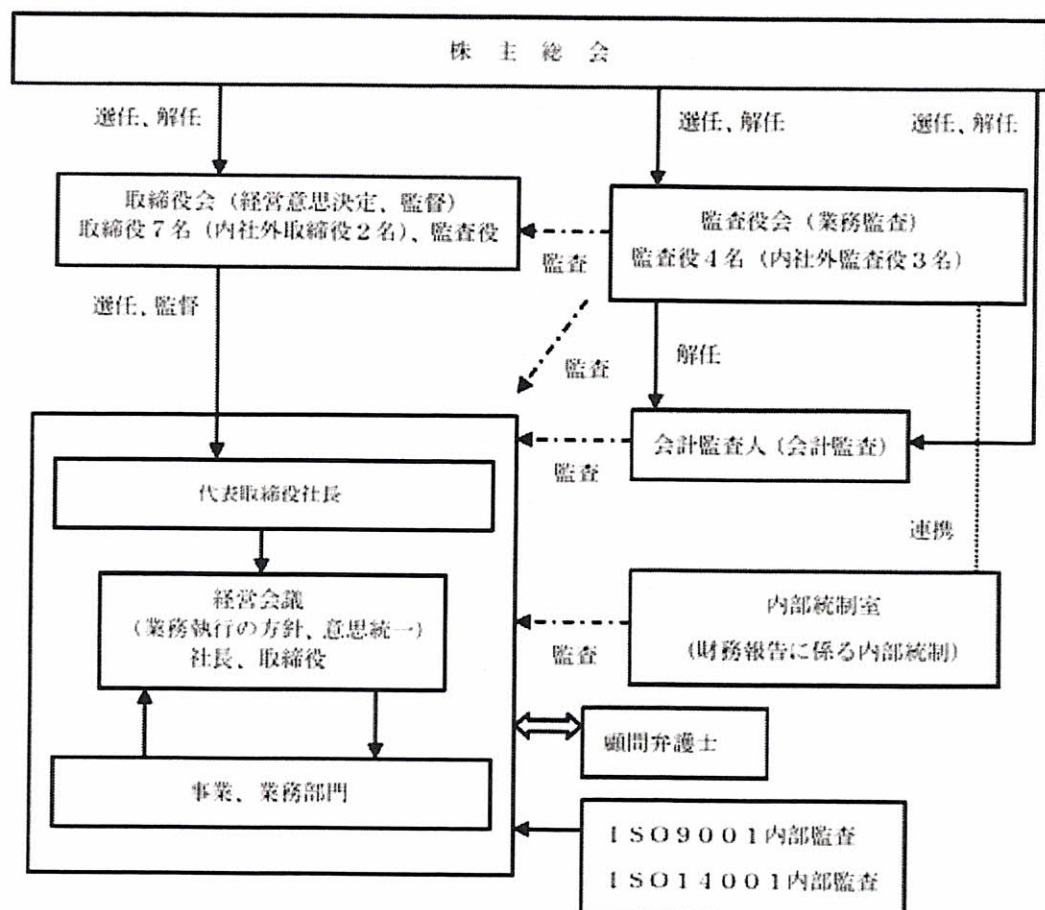 株主総会
選任、解任
選任、解任
選任、解任
取締役会（経営意思決定、監督）
取締役７名（内社外取締役２名）、監査役
監査
監査役会（業務監査）
監査役４名（内社外監査役３名）
選任、監督
監査
解任
会計監査人（会計監査）
監査
代表取締役社長
連携
経営会議
（業務執行の方針、意思統一）
社長、取締役
監査
内部統制室
（財務報告に係る内部統制）
顧問弁護士
事業、業務部門
ＩＳＯ９００１内部監査
ＩＳＯ１４００１内部監査